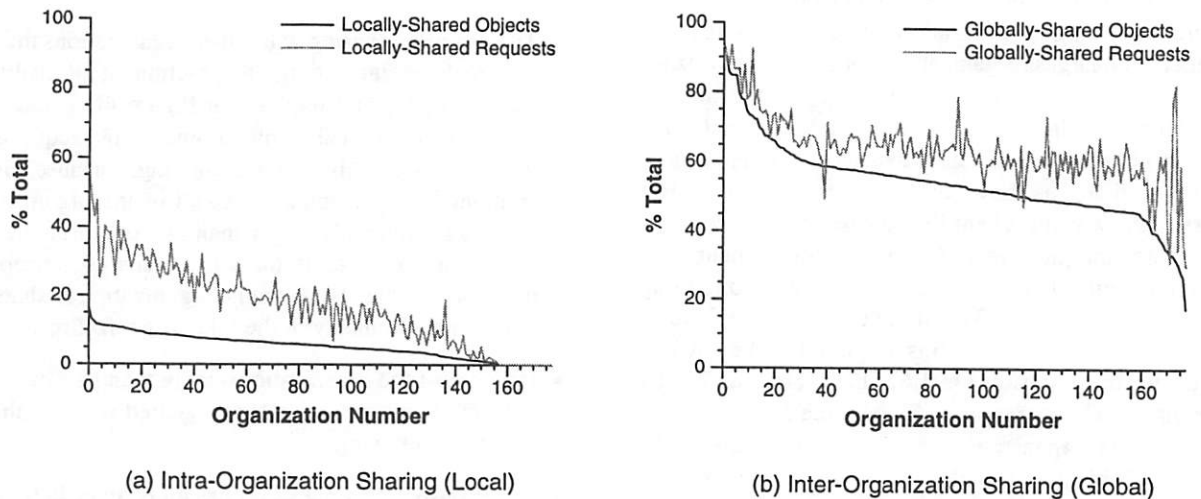 100
80
60
40
20
0
% Total
Locally-Shared Objects
Locally-Shared Requests
0 20 40 60 80 100 120 140 160
Organization Number
(a) Intra-Organization Sharing (Local)
100
80
60
40
20
0
% Total
Globally-Shared Objects
Globally-Shared Requests
0 20 40 60 80 100 120 140 160
Organization Number
(b) Inter-Organization Sharing (Global)